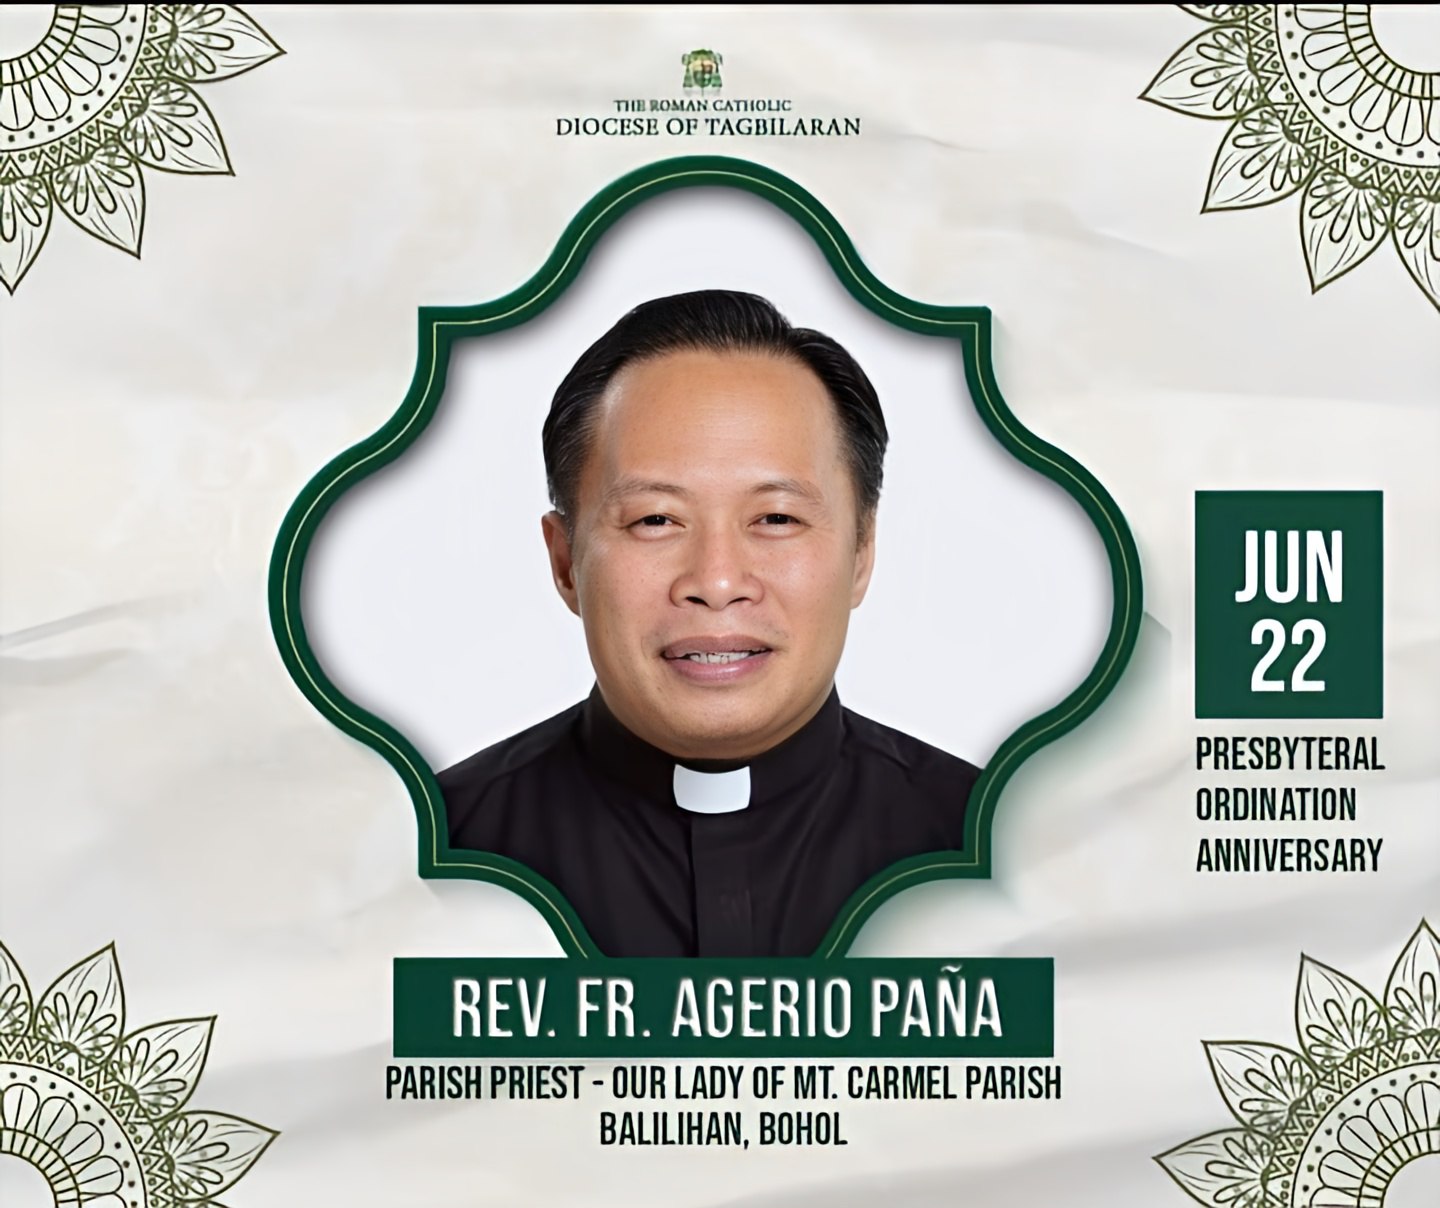 THE ROMAN CATHOLIC
DIOCESE OF TAGBILARAN
JUN
22
PRESBYTERAL
ORDINATION
ANNIVERSARY
REV. FR. AGERIO PAÑA
PARISH PRIEST - OUR LADY OF MT. CARMEL PARISH
BALILIHAN, BOHOL